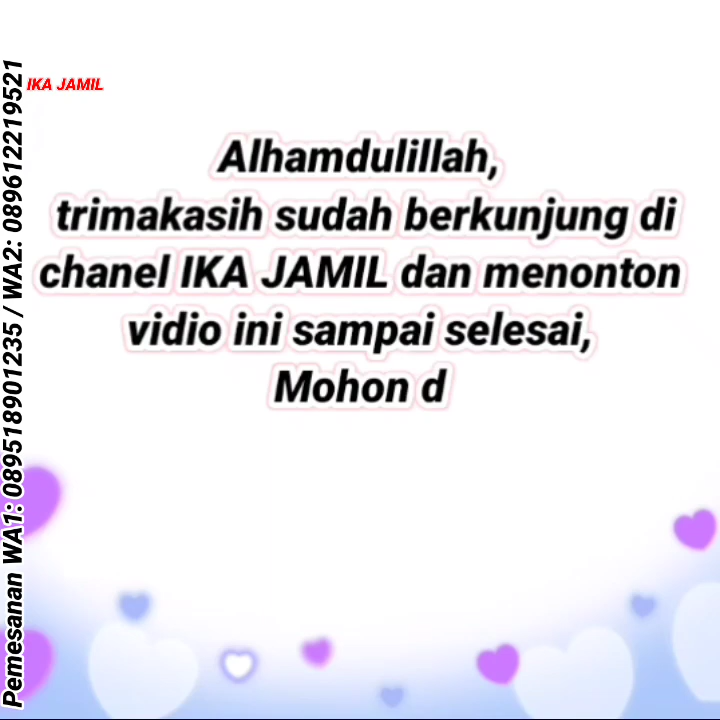 IKA JAMIL
Alhamdulillah,
trimakasih sudah berkunjung di
chanel IKA JAMIL dan menonton
vidio ini sampai selesai,
Mohon d
Pemesanan WA1: 089518901235 / WA2: 089612219521